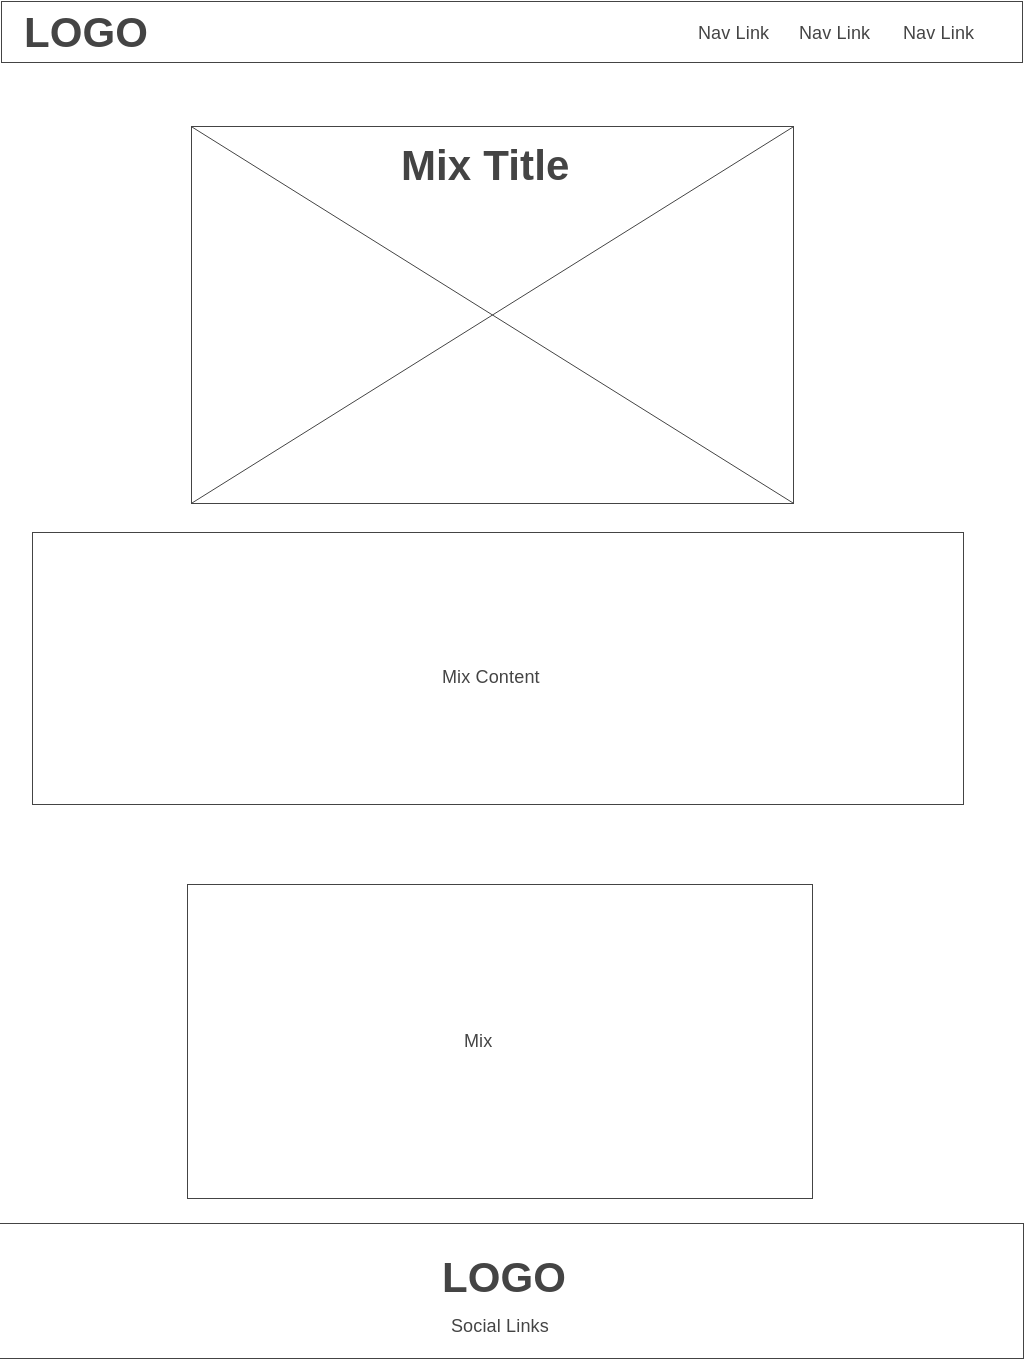 LOGO
Nav Link Nav Link Nav Link
Mix Title
Mix Content
Mix
LOGO
Social Links